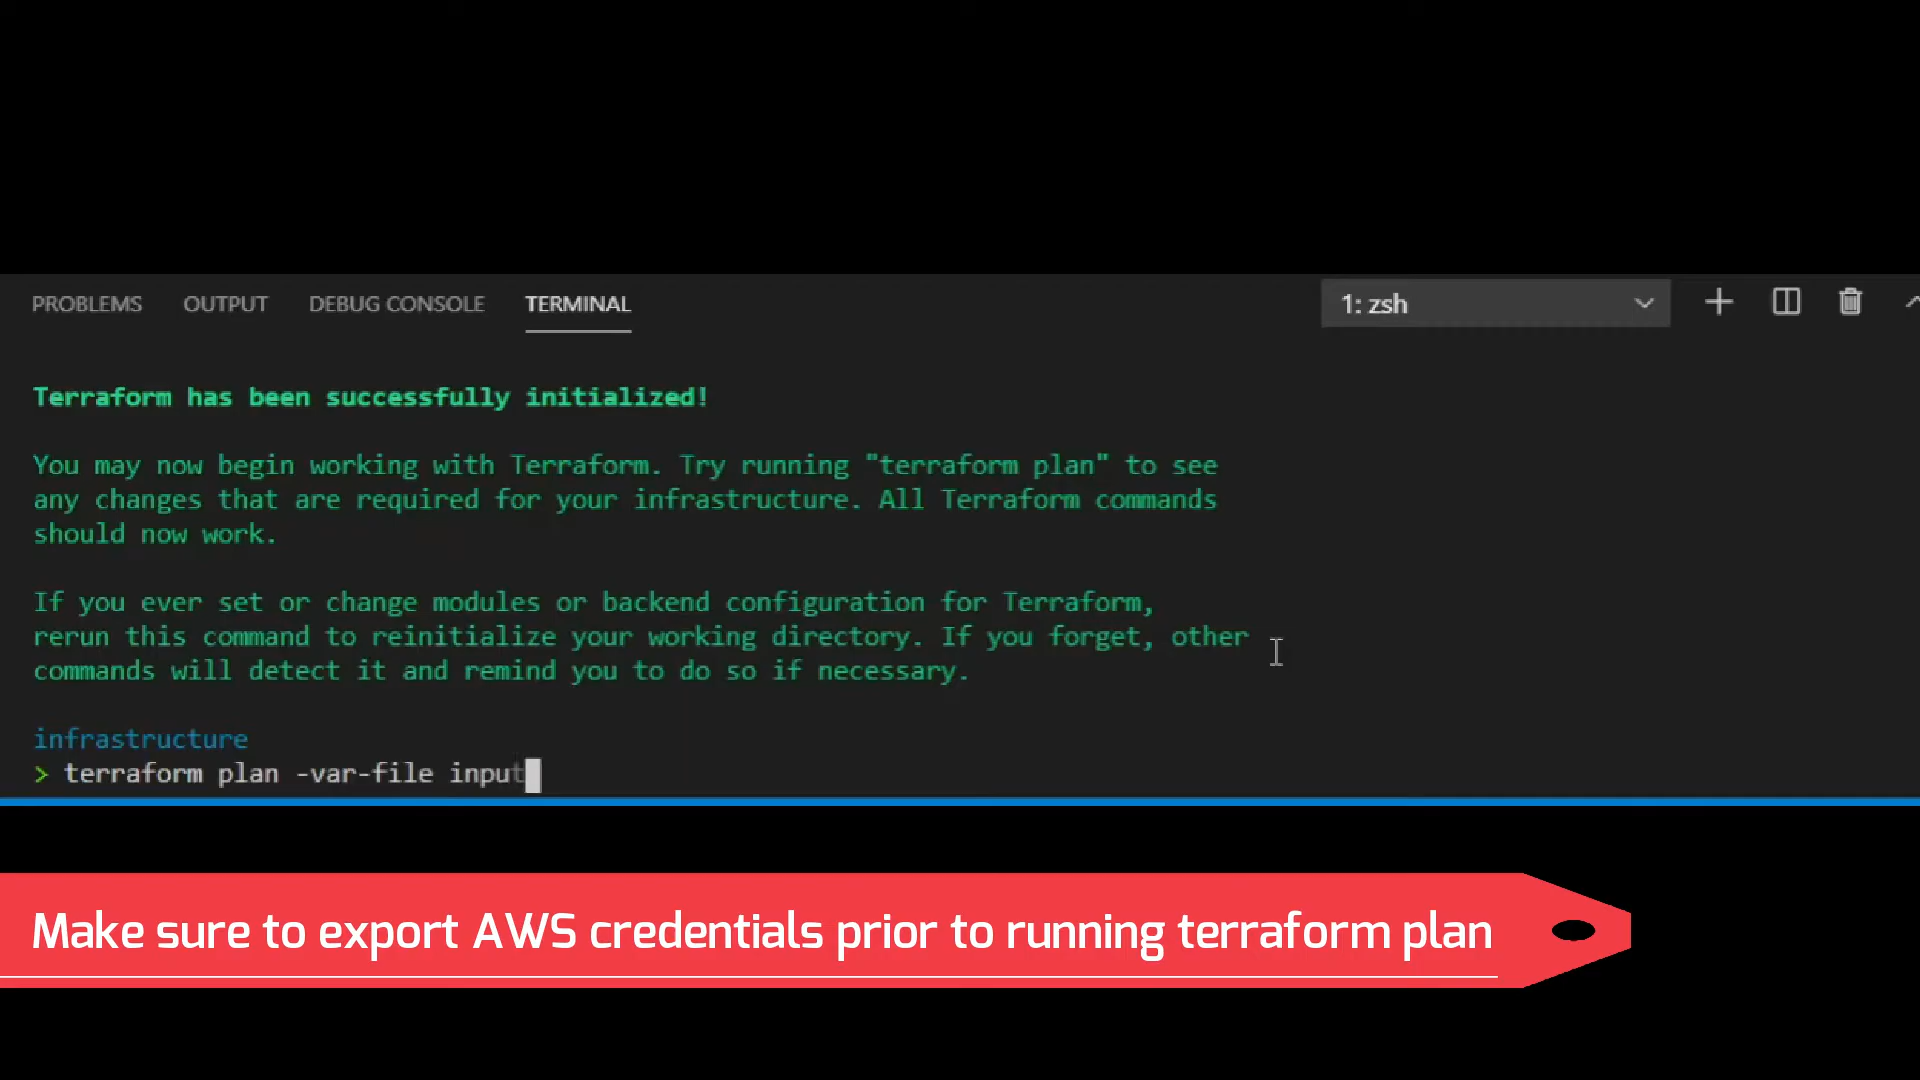 PROBLEMS OUTPUT DEBUG CONSOLE TERMINAL 1: zsh
Terraform has been successfully initialized!
You may now begin working with Terraform. Try running "terraform plan" to see
any changes that are required for your infrastructure. All Terraform commands
should now work.
If you ever set or change modules or backend configuration for Terraform,
rerun this command to reinitialize your working directory. If you forget, other
commands will detect it and remind you to do so if necessary.
infrastructure
> terraform plan -var-file input
Make sure to export AWS credentials prior to running terraform plan